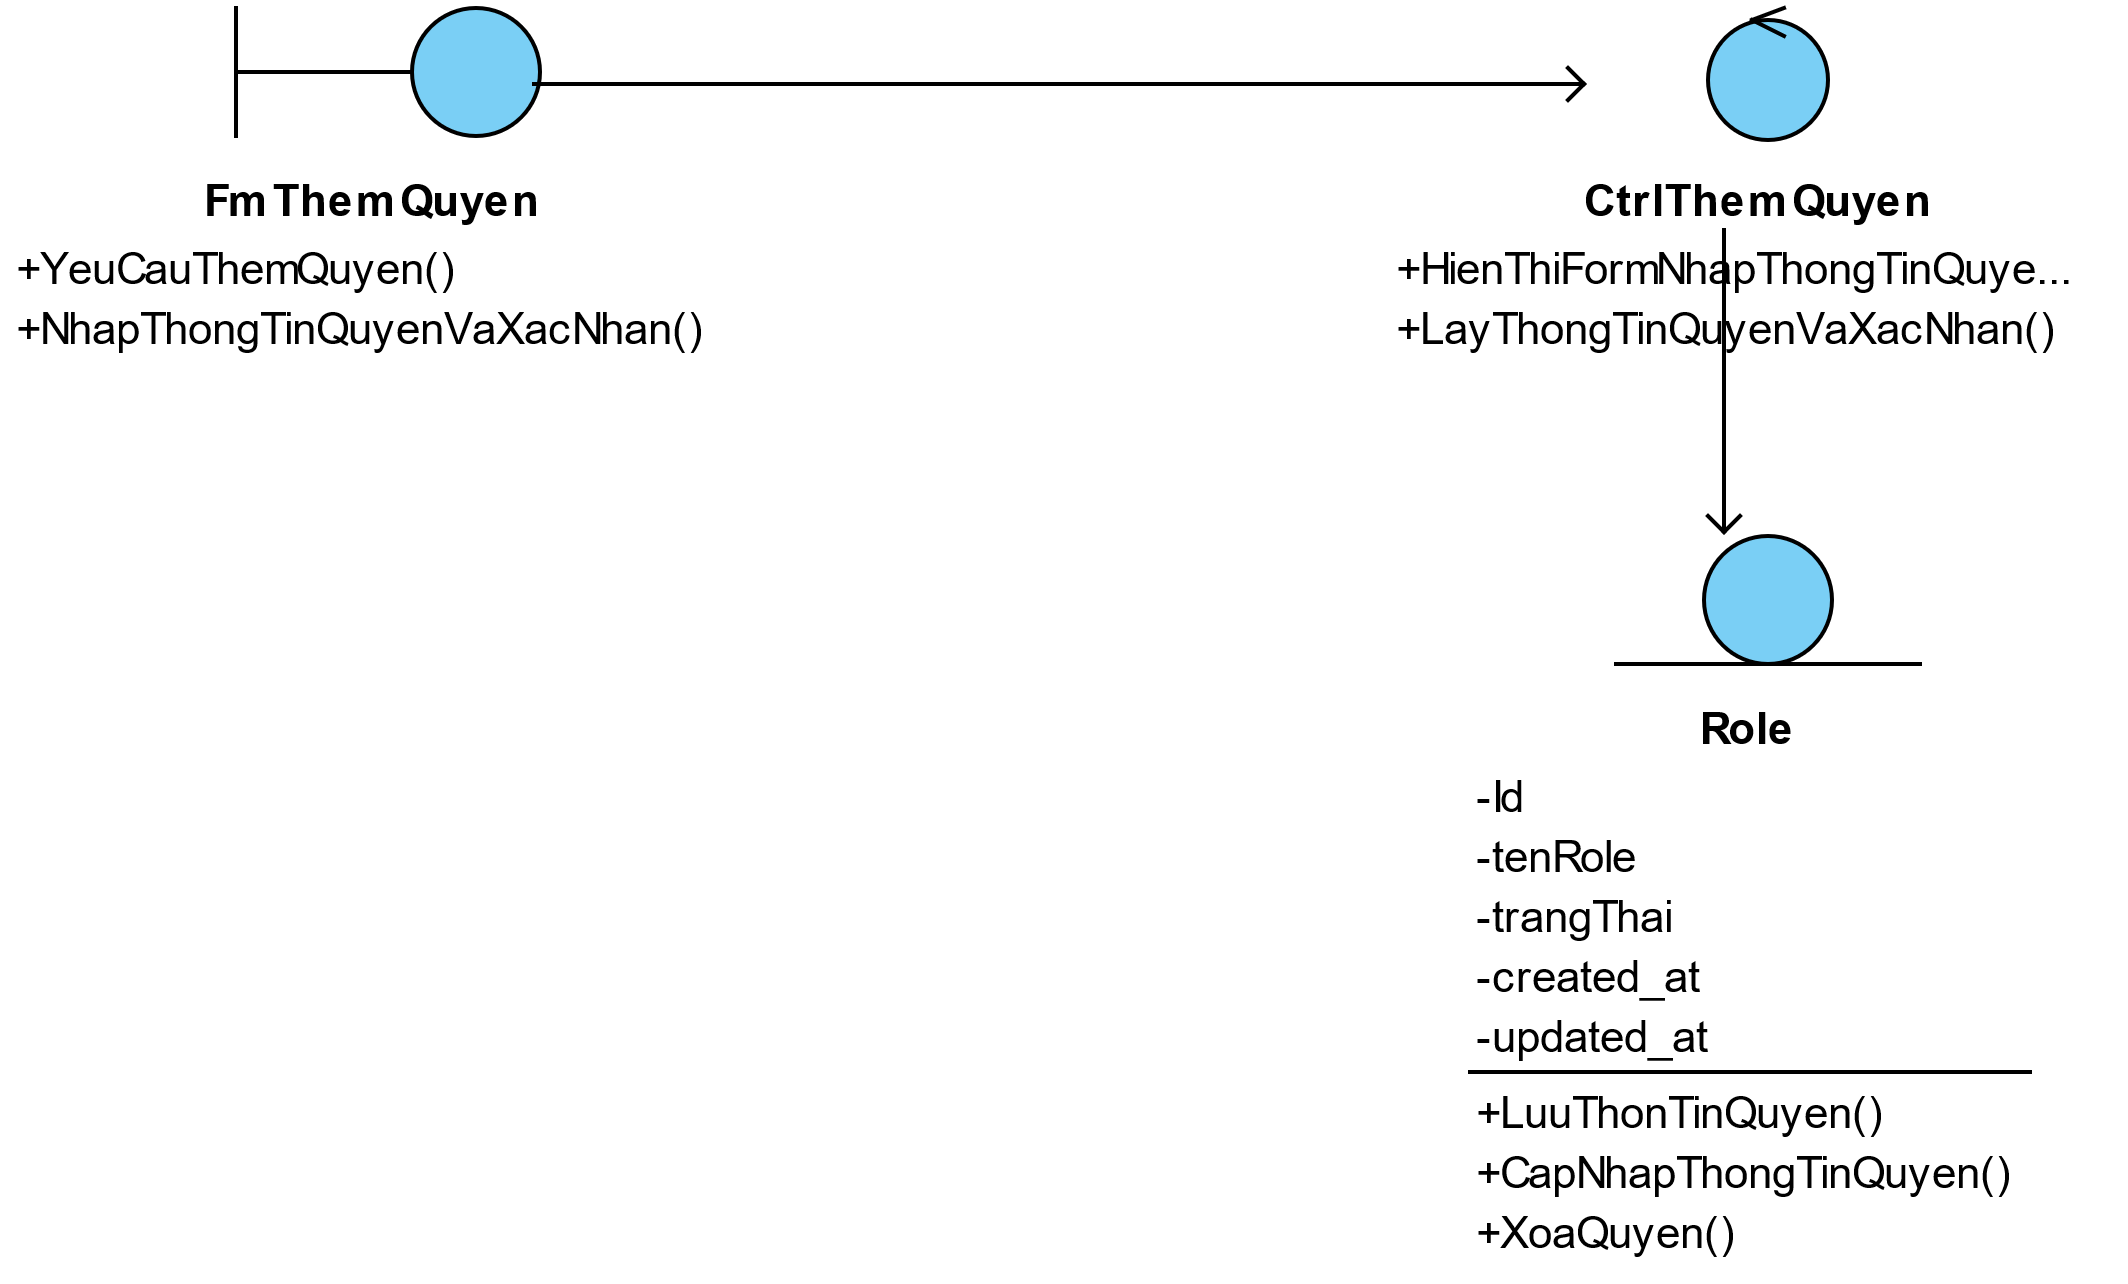 FmThemQuyen
+YeuCauThemQuyen()
+NhapThongTinQuyenVaXacNhan()
CtrlThemQuyen
+HienThiFormNhapThongTinQuye...
+LayThongTinQuyenVaXacNhan()
Role
-Id
-tenRole
-trangThai
-created_at
-updated_at
+LuuThonTinQuyen()
+CapNhapThongTinQuyen()
+XoaQuyen()